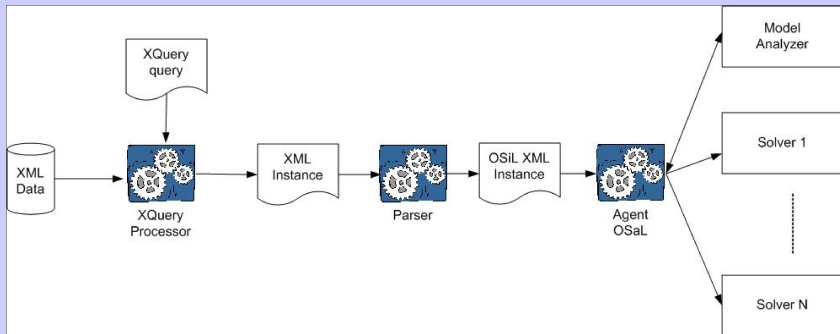 XQuery
query
XML
Data
XQuery
Processor
XML
Instance
Parser
OSiL XML
Instance
Agent
OSaL
Model
Analyzer
Solver 1
Solver N